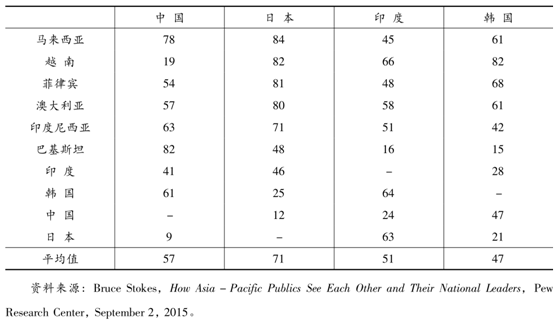 中 国 日 本 印 度 韩 国
马来西亚 78 84 45 61
越 南 19 82 66 82
菲律宾 54 81 48 68
澳大利亚 57 80 58 61
印度尼西亚 63 71 51 42
巴基斯坦 82 48 16 15
印 度 41 46 - 28
韩 国 61 25 64 -
中 国 - 12 24 47
日 本 9 - 63 21
平均值 57 71 51 47
资料来源：Bruce Stokes, How Asia - Pacific Publics See Each Other and Their National Leaders, Pew
Research Center, September 2, 2015。